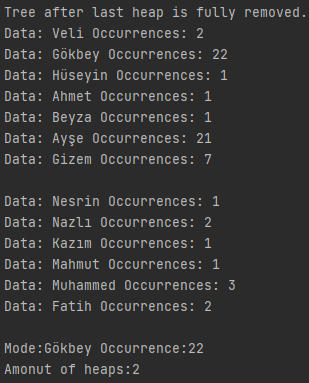 Tree after last heap is fully removed.
Data: Veli Occurrences: 2
Data: Gökbey Occurrences: 22
Data: Hüseyin Occurrences: 1
Data: Ahmet Occurrences: 1
Data: Beyza Occurrences: 1
Data: Ayşe Occurrences: 21
Data: Gizem Occurrences: 7
Data: Nesrin Occurrences: 1
Data: Nazlı Occurrences: 2
Data: Kazım Occurrences: 1
Data: Mahmut Occurrences: 1
Data: Muhammed Occurrences: 3
Data: Fatih Occurrences: 2
Mode:Gökbey Occurrence:22
Amonut of heaps:2